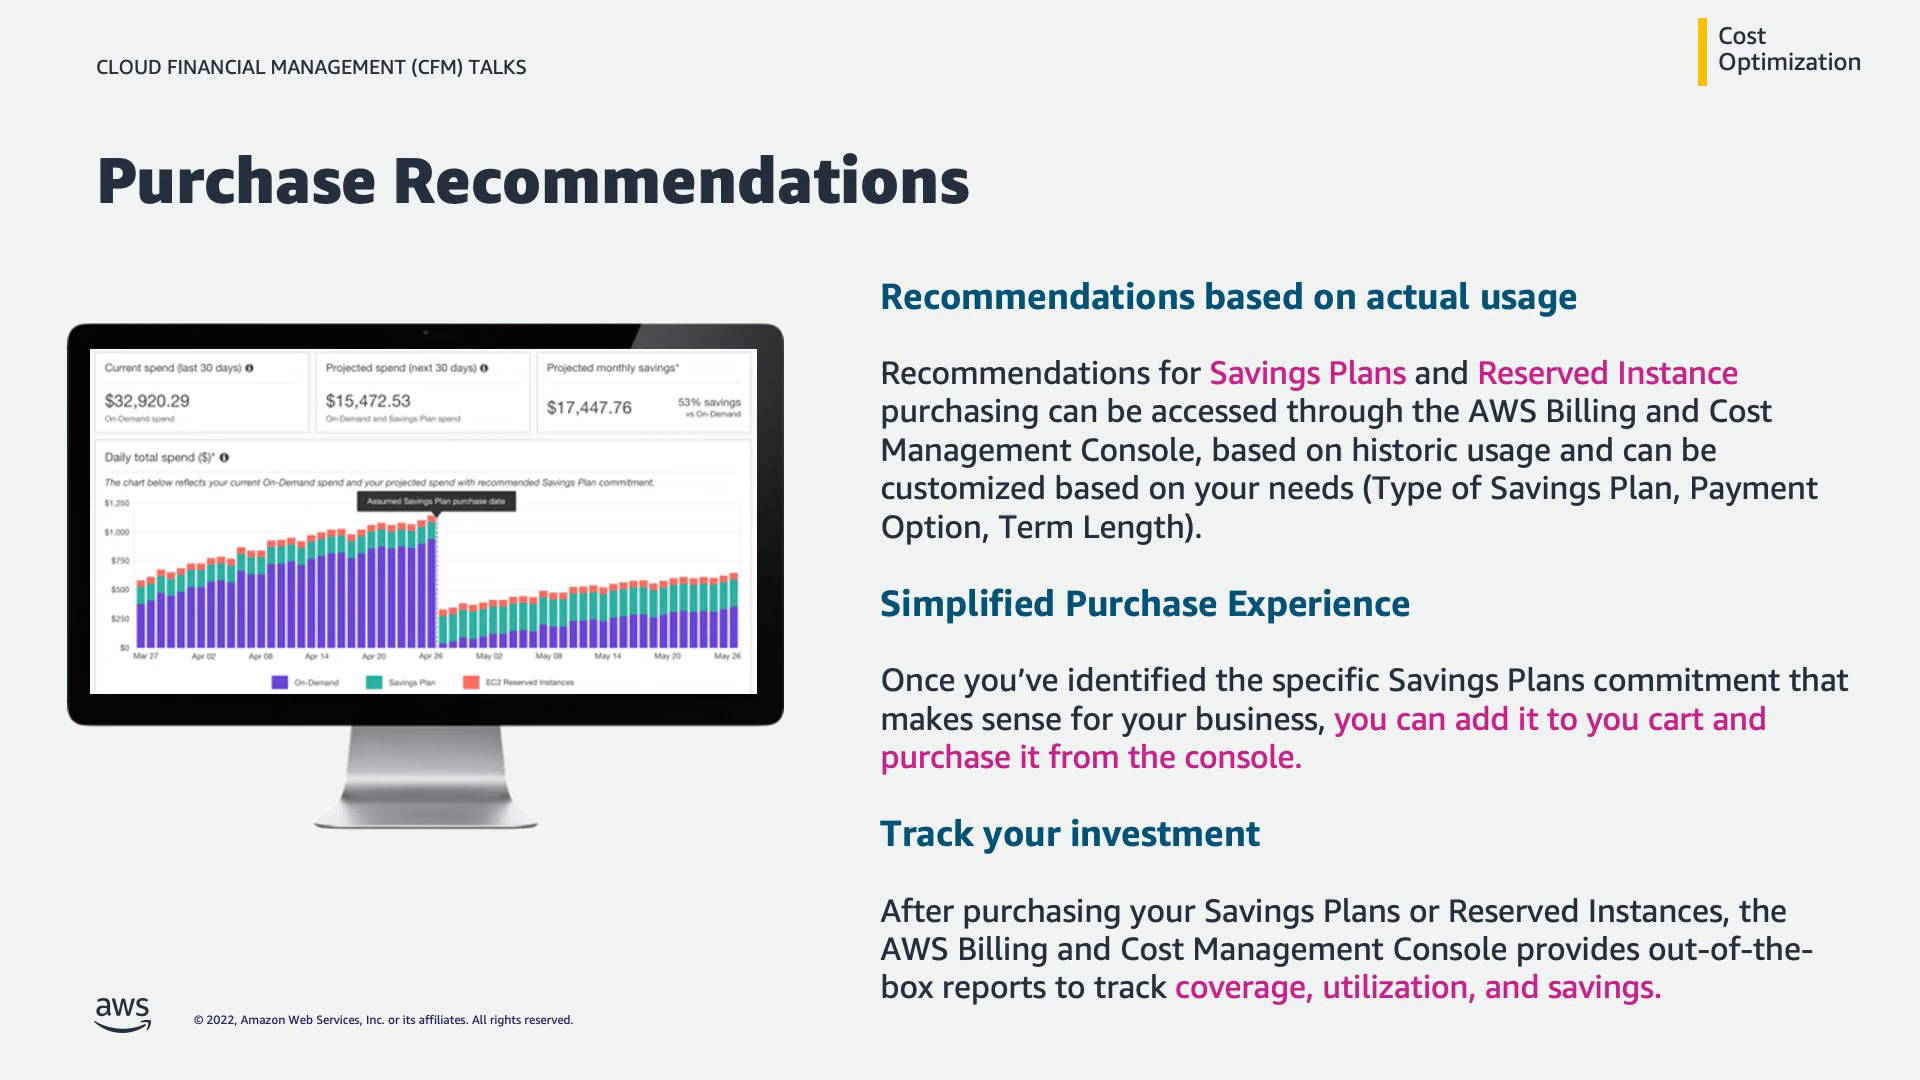 CLOUD FINANCIAL MANAGEMENT (CFM) TALKS
Cost
Optimization
Purchase Recommendations
Current spend (last 30 days)
$32,920.29
On-Demand spend
Projected spend (next 30 days)
$15,472.53
On-Demand and Savings Plan spend
Projected monthly savings*
$17,447.76
53% savings
vs On-Demand
Daily total spend ($)*
The chart below reflects your current On-Demand spend and your projected spend with recommended Savings Plan commitment.
Assumed Savings Plan purchase date
$1,250
$1,000
$750
$500
$250
$0
Mar 27 Apr 02 Apr 08 Apr 14 Apr 20 Apr 26 May 02 May 08 May 14 May 20 May 26
On-Demand Savings Plan EC2 Reserved Instances
Recommendations based on actual usage
Recommendations for Savings Plans and Reserved Instance
purchasing can be accessed through the AWS Billing and Cost
Management Console, based on historic usage and can be
customized based on your needs (Type of Savings Plan, Payment
Option, Term Length).
Simplified Purchase Experience
Once you’ve identified the specific Savings Plans commitment that
makes sense for your business, you can add it to you cart and
purchase it from the console.
Track your investment
After purchasing your Savings Plans or Reserved Instances, the
AWS Billing and Cost Management Console provides out-of-the-
box reports to track coverage, utilization, and savings.
aws
© 2022, Amazon Web Services, Inc. or its affiliates. All rights reserved.